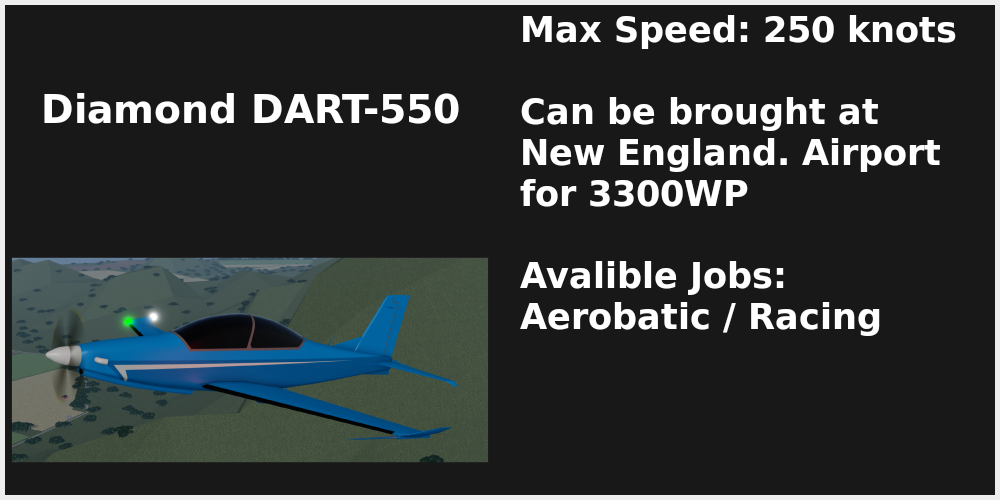 Diamond DART-550
Max Speed: 250 knots
Can be brought at
New England. Airport
for 3300WP
Avalible Jobs:
Aerobatic / Racing